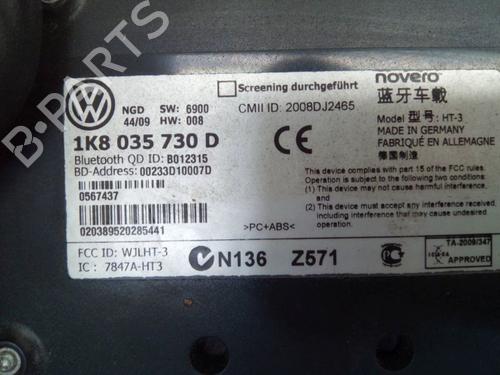 NGD SW: 6900
44/09 HW: 008
Screening durchgeführt
CMII ID: 2008DJ2465
novero
蓝牙车载
Model 型号: HT-3
MADE IN GERMANY
FABRIQUÉ EN ALLEMAGNE
德国制造
1K8 035 730 D
Bluetooth QD ID: B012315
BD-Address: 00233D10007D
0567437
020389520285441
CE
This device complies with part 15 of the FCC rules.
Operation is subject to the following two conditions:
(1) this device may not cause harmful
interference, and
(2) this device must accept any interference
received, including interference that may cause
undesired operation.
>PC+ABS<
FCC ID: WJLHT-3
IC : 7847A-HT3
N136 Z571
TA-2009/347
ICASA
APPROVED